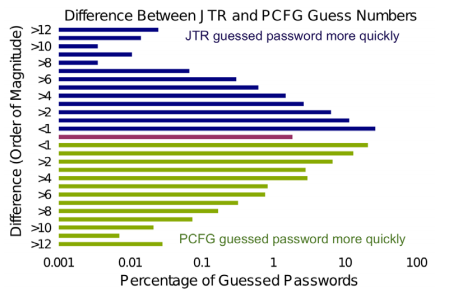 Difference Between JTR and PCFG Guess Numbers
JTR guessed password more quickly
Difference (Order of Magnitude)
>12
>10
>8
>6
>4
>2
<1
<1
>2
>4
>6
>8
>10
>12
PCFG guessed password more quickly
0.001 0.01 0.1 1 10 100
Percentage of Guessed Passwords